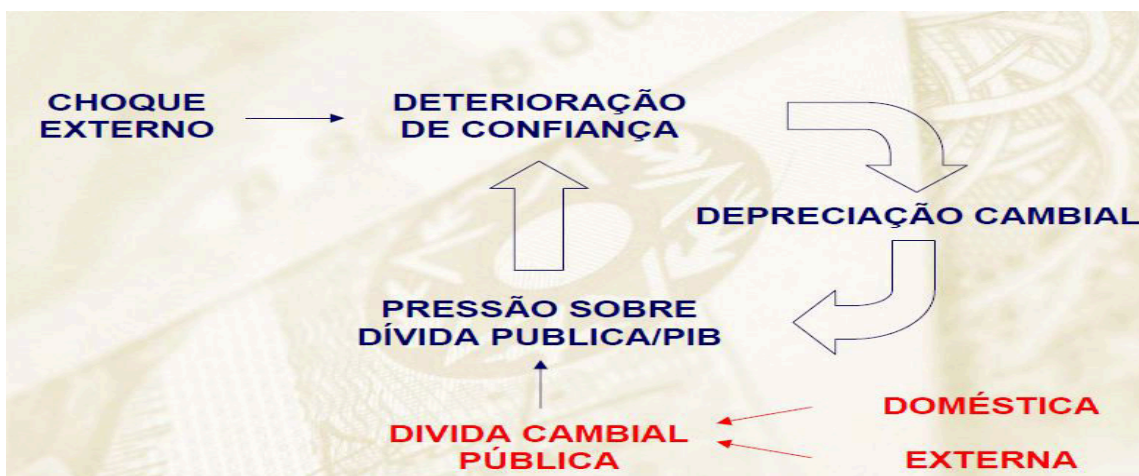 CHOQUE
EXTERNO
DETERIORAÇÃO
DE CONFIANÇA
DEPRECIAÇÃO CAMBIAL
PRESSÃO SOBRE
DÍVIDA PUBLICA/PIB
DIVIDA CAMBIAL
PÚBLICA
DOMÉSTICA
EXTERNA